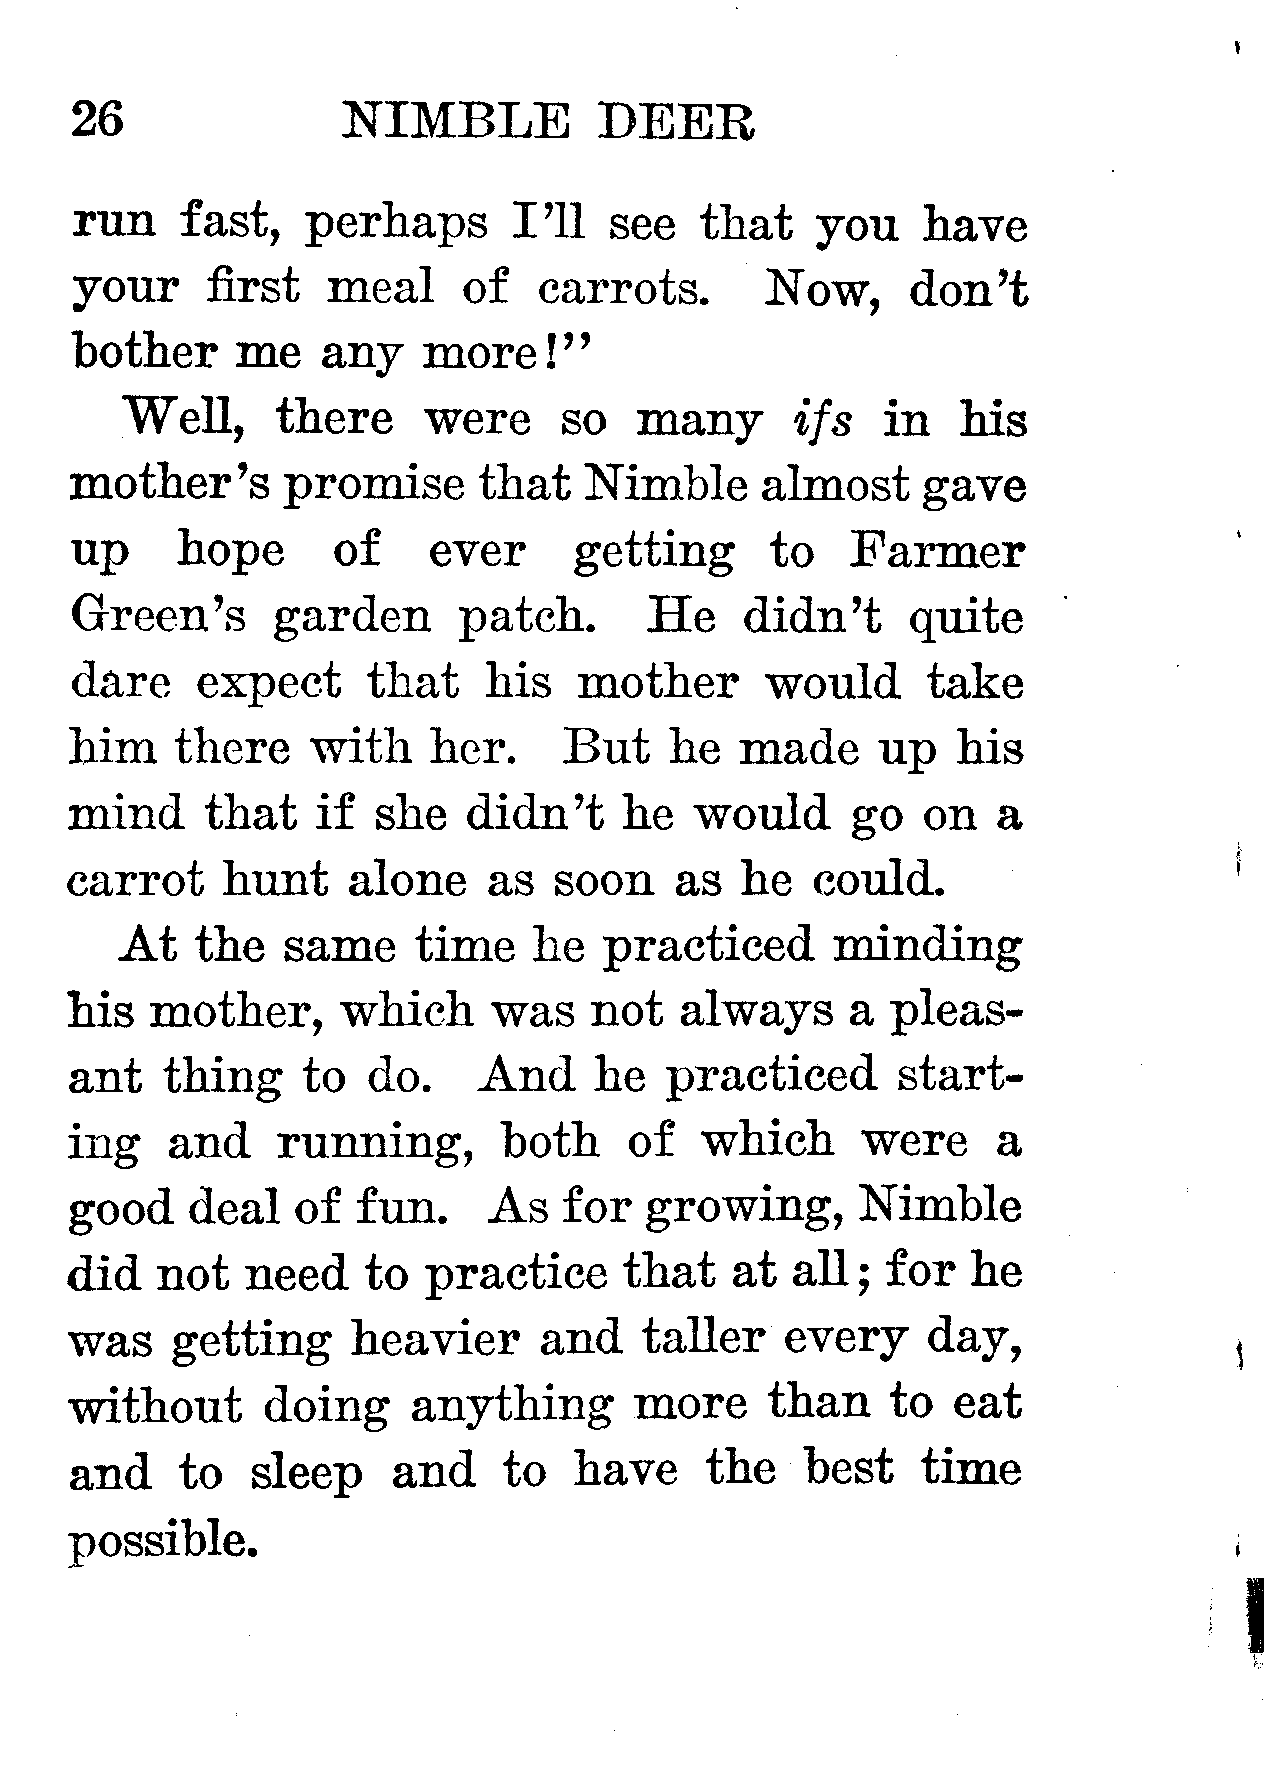 26 NIMBLE DEER
run fast, perhaps I'll see that you have
your first meal of carrots. Now, don't
bother me any more!"
Well, there were so many ifs in his
mother's promise that Nimble almost gave
up hope of ever getting to Farmer
Green's garden patch. He didn't quite
dare expect that his mother would take
him there with her. But he made up his
mind that if she didn't he would go on a
carrot hunt alone as soon as he could.
At the same time he practiced minding
his mother, which was not always a pleas-
ant thing to do. And he practiced start-
ing and running, both of which were a
good deal of fun. As for growing, Nimble
did not need to practice that at all; for he
was getting heavier and taller every day,
without doing anything more than to eat
and to sleep and to have the best time
possible.